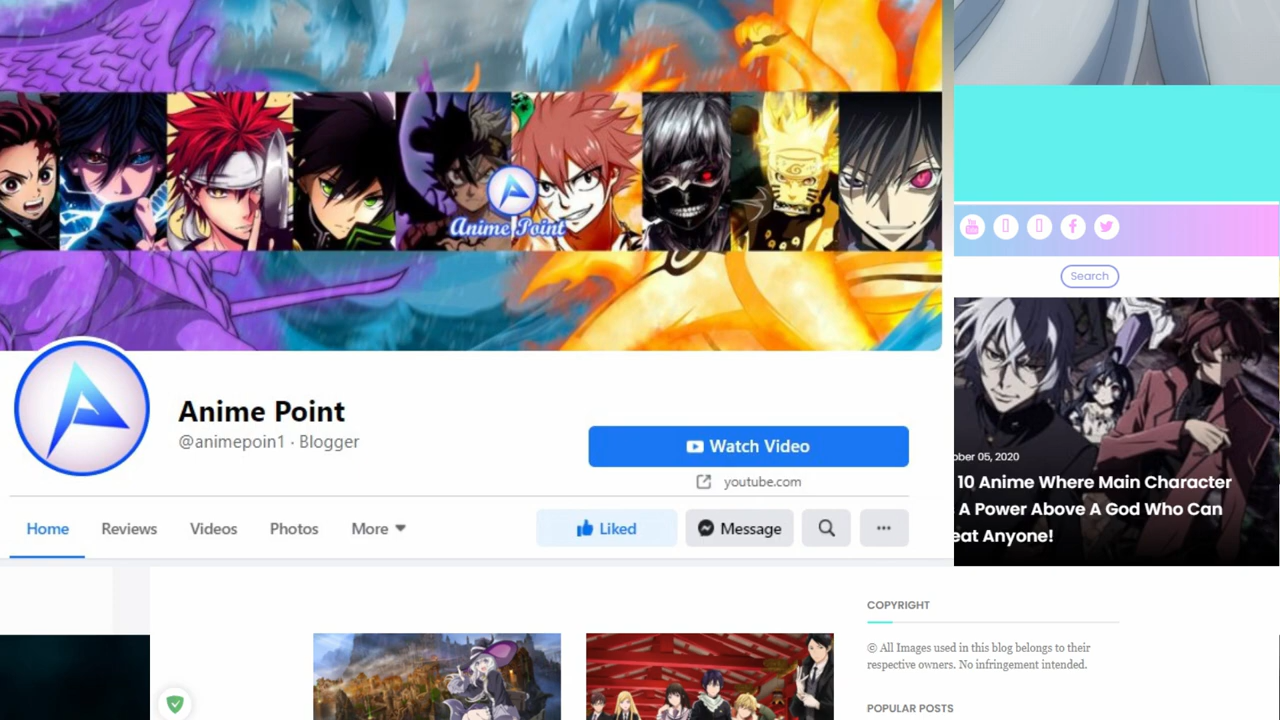 Anime Point
Anime Point
@animepoin1 · Blogger
Watch Video
youtube.com
Home
Reviews
Videos
Photos
More
Liked
Message
Search
ober 05, 2020
10 Anime Where Main Character
A Power Above A God Who Can
eat Anyone!
COPYRIGHT
© All Images used in this blog belongs to their
respective owners. No infringement intended.
POPULAR POSTS